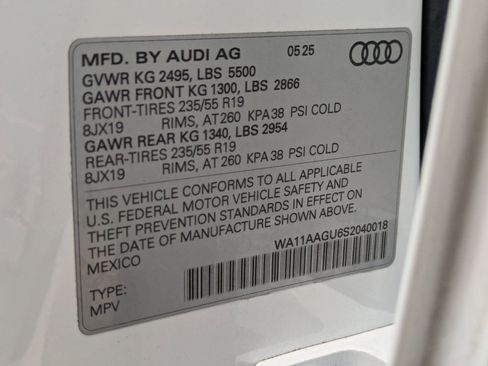 MFD. BY AUDI AG 05 25
GVWR KG 2495, LBS 5500
GAWR FRONT KG 1300, LBS 2866
FRONT-TIRES 235/55 R19
8JX19 RIMS, AT 260 KPA 38 PSI COLD
GAWR REAR KG 1340, LBS 2954
REAR-TIRES 235/55 R19
8JX19 RIMS, AT 260 KPA 38 PSI COLD
THIS VEHICLE CONFORMS TO ALL APPLICABLE
U.S. FEDERAL MOTOR VEHICLE SAFETY AND
THEFT PREVENTION STANDARDS IN EFFECT ON
THE DATE OF MANUFACTURE SHOWN ABOVE.
MEXICO
WA11AAGU6S2040018
TYPE:
MPV